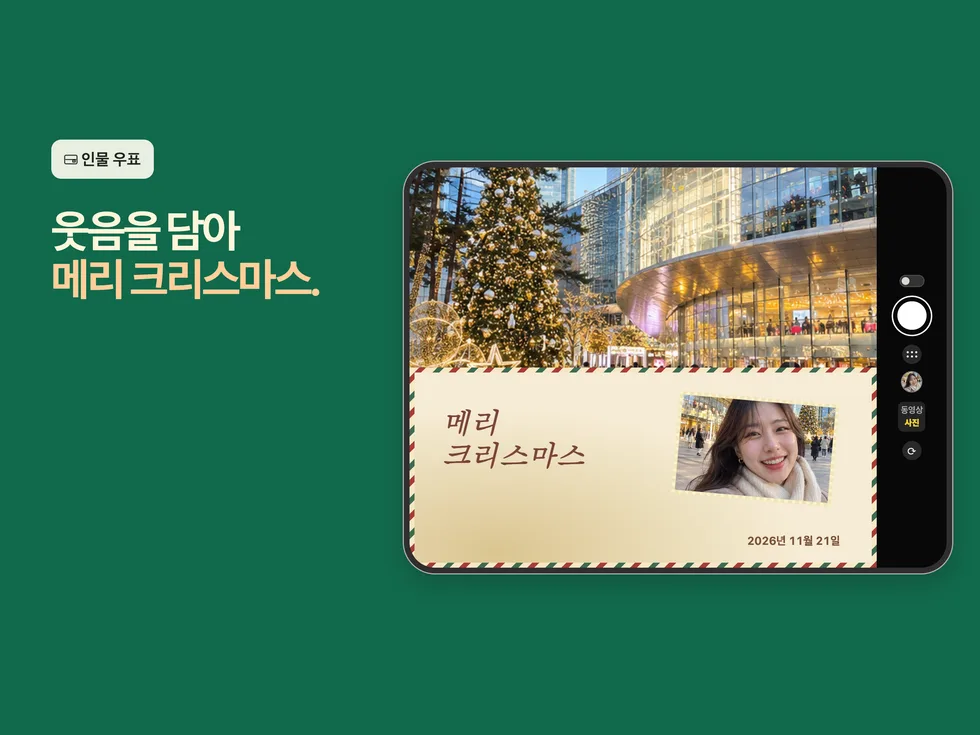 인물 우표
웃음을 담아
메리 크리스마스.
메리
크리스마스
2026년 11월 21일
동영상
사진